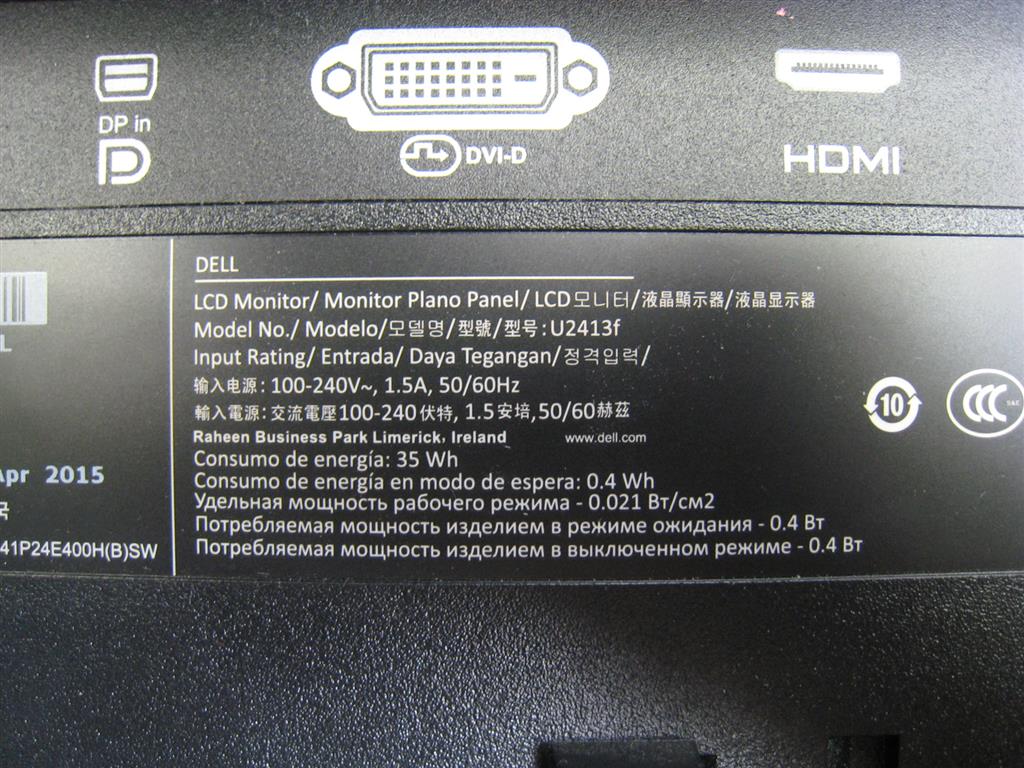 DP in
DVI-D
HDMI
DELL
LCD Monitor/ Monitor Plano Panel/ LCD모니터/液晶顯示器/液晶显示器
Model No./ Modelo/모델명/型號/型号: U2413f
Input Rating/ Entrada/ Daya Tegangan/정격입력/
输入电源: 100-240V~, 1.5A, 50/60Hz
輸入電源: 交流電壓100-240伏特, 1.5安培,50/60赫茲
Raheen Business Park Limerick, Ireland www.dell.com
Consumo de energía: 35 Wh
Consumo de energía en modo de espera: 0.4 Wh
Удельная мощность рабочего режима - 0.021 Вт/см2
Потребляемая мощность изделием в режиме ожидания - 0.4 Вт
Потребляемая мощность изделием в выключенном режиме - 0.4 Вт
L
Apr 2015
41P24E400H(B)SW
10
CCC
S&E